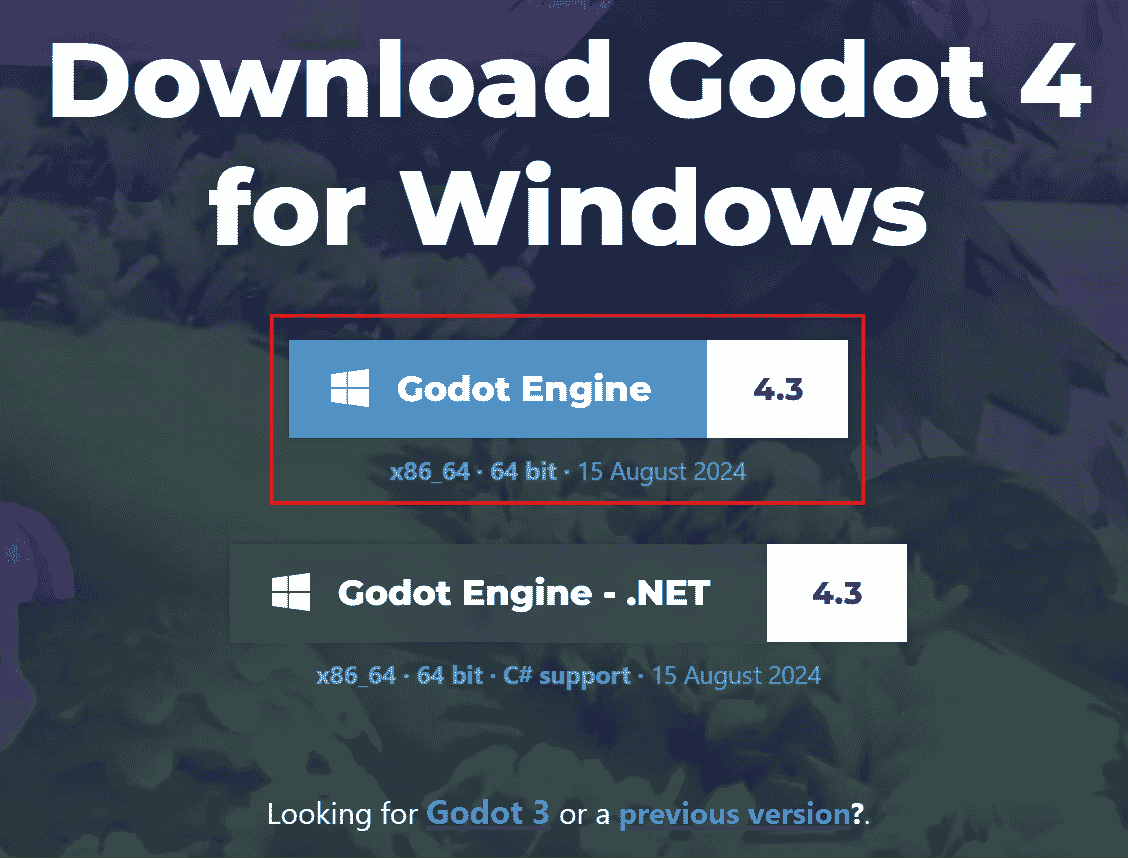 Download Godot 4
for Windows
Godot Engine 4.3
x86_64 · 64 bit · 15 August 2024
Godot Engine - .NET 4.3
x86_64 · 64 bit · C# support · 15 August 2024
Looking for Godot 3 or a previous version?.